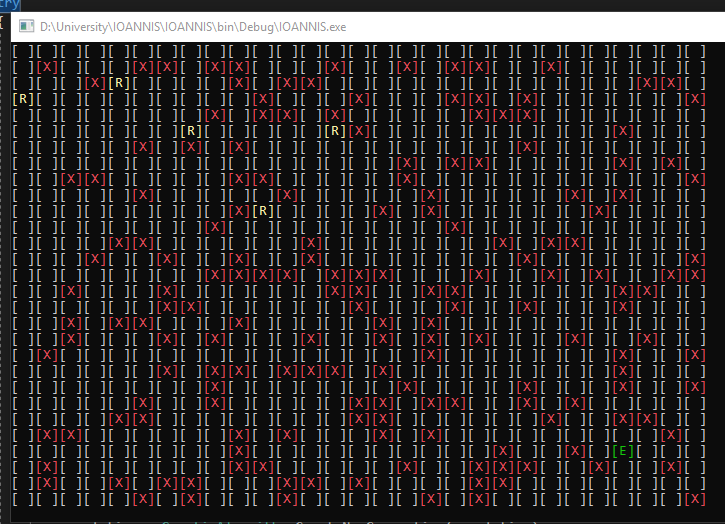 D:\University\IOANNIS\IOANNIS\bin\Debug\IOANNIS.exe
[ ][ ][ ][ ][ ][ ][ ][ ][ ][ ][ ][ ][ ][ ][ ][ ][ ][ ][ ][ ][ ][ ][ ][ ][ ][ ][ ][ ][ ]
[ ][X][ ][ ][ ][X][X][ ][X][X][ ][ ][ ][X][ ][ ][X][ ][X][X][ ][ ][X][ ][ ][ ][ ][ ][ ]
[ ][ ][ ][X][R][ ][ ][ ][ ][X][ ][X][X][ ][ ][ ][ ][ ][ ][ ][ ][ ][ ][ ][ ][ ][X][X][ ]
[R][ ][ ][ ][ ][ ][ ][ ][ ][ ][X][ ][ ][ ][X][ ][ ][ ][X][X][ ][X][ ][ ][ ][ ][ ][ ][X]
[ ][ ][ ][ ][ ][ ][ ][ ][X][ ][X][X][ ][X][ ][ ][ ][ ][ ][X][X][X][ ][ ][ ][ ][ ][ ][ ]
[ ][ ][ ][ ][ ][ ][ ][R][ ][ ][ ][ ][ ][R][X][ ][ ][ ][ ][ ][ ][ ][ ][ ][ ][X][ ][ ][ ]
[ ][ ][ ][ ][ ][X][ ][X][ ][X][ ][ ][ ][ ][ ][ ][ ][ ][ ][ ][ ][X][ ][ ][ ][ ][ ][ ][ ]
[ ][ ][ ][ ][ ][ ][ ][ ][ ][ ][ ][ ][ ][ ][ ][ ][X][ ][X][X][ ][ ][ ][ ][ ][X][ ][X][ ]
[ ][ ][X][X][ ][ ][ ][ ][ ][X][X][ ][ ][ ][ ][ ][X][ ][ ][ ][ ][ ][ ][ ][ ][ ][ ][ ][X]
[ ][ ][ ][ ][ ][X][ ][ ][ ][ ][ ][X][ ][ ][ ][ ][ ][X][ ][ ][ ][ ][ ][X][ ][X][ ][ ][ ]
[ ][ ][ ][ ][ ][ ][ ][ ][ ][X][R][ ][ ][ ][ ][X][ ][X][ ][ ][ ][ ][ ][ ][X][ ][ ][ ][ ]
[ ][ ][ ][ ][ ][ ][ ][ ][X][ ][ ][ ][ ][ ][ ][ ][ ][ ][X][ ][ ][ ][ ][ ][ ][ ][ ][ ][ ]
[ ][ ][ ][ ][X][X][ ][ ][ ][ ][ ][ ][X][ ][ ][ ][ ][ ][ ][ ][X][ ][X][X][ ][ ][ ][ ][ ]
[ ][ ][ ][X][ ][ ][X][ ][ ][X][ ][ ][X][ ][ ][ ][ ][ ][ ][ ][ ][X][ ][ ][ ][ ][ ][ ][X]
[ ][ ][ ][ ][ ][ ][ ][ ][X][X][X][X][ ][X][X][X][ ][ ][ ][X][ ][ ][X][ ][X][ ][ ][X][X]
[ ][ ][X][ ][ ][ ][X][ ][ ][ ][ ][ ][ ][X][X][ ][ ][X][X][ ][ ][ ][ ][ ][ ][X][X][ ][ ]
[ ][ ][ ][ ][ ][ ][X][X][ ][ ][ ][ ][ ][ ][X][ ][ ][X][ ][ ][ ][X][ ][ ][ ][ ][ ][ ][ ]
[ ][ ][X][ ][X][X][ ][ ][ ][X][ ][ ][ ][ ][ ][X][ ][X][ ][ ][ ][ ][ ][ ][ ][ ][ ][ ][ ]
[ ][ ][X][ ][ ][ ][X][ ][X][ ][ ][ ][X][ ][ ][X][ ][X][ ][X][ ][ ][ ][X][ ][ ][ ][X][ ]
[ ][X][ ][ ][ ][ ][ ][ ][ ][ ][ ][ ][ ][ ][ ][ ][ ][X][ ][ ][ ][ ][ ][ ][ ][X][ ][ ][X]
[ ][ ][ ][ ][ ][ ][X][ ][X][X][ ][X][X][X][ ][X][ ][ ][ ][ ][ ][ ][ ][ ][ ][X][ ][ ][ ]
[ ][ ][ ][ ][ ][ ][ ][ ][X][ ][ ][ ][ ][ ][ ][ ][X][ ][ ][ ][ ][X][ ][ ][ ][X][ ][ ][ ]
[ ][ ][ ][ ][ ][X][ ][ ][X][ ][ ][ ][ ][ ][X][X][ ][X][X][ ][ ][X][ ][X][ ][ ][ ][ ][ ]
[ ][ ][ ][ ][X][X][ ][ ][ ][ ][ ][ ][ ][ ][X][X][ ][ ][ ][ ][ ][ ][X][ ][ ][X][X][ ][ ]
[ ][X][X][ ][ ][ ][ ][ ][ ][X][ ][X][ ][ ][ ][X][ ][X][ ][ ][ ][ ][ ][ ][ ][ ][ ][X][ ]
[ ][ ][ ][ ][ ][ ][ ][ ][ ][X][ ][ ][ ][ ][ ][ ][ ][ ][ ][ ][X][ ][ ][X][ ][E][ ][ ][ ]
[ ][ ][X][ ][ ][ ][ ][ ][ ][X][X][ ][ ][ ][ ][ ][X][ ][ ][X][X][X][ ][ ][X][ ][ ][X][ ]
[ ][ ][X][ ][X][ ][X][X][ ][X][ ][X][ ][X][X][ ][ ][ ][ ][X][X][ ][ ][ ][ ][ ][ ][ ][ ]
[ ][ ][ ][ ][ ][X][ ][X][ ][ ][ ][ ][ ][ ][ ][ ][ ][X][ ][X][ ][ ][ ][ ][ ][ ][ ][ ][X]